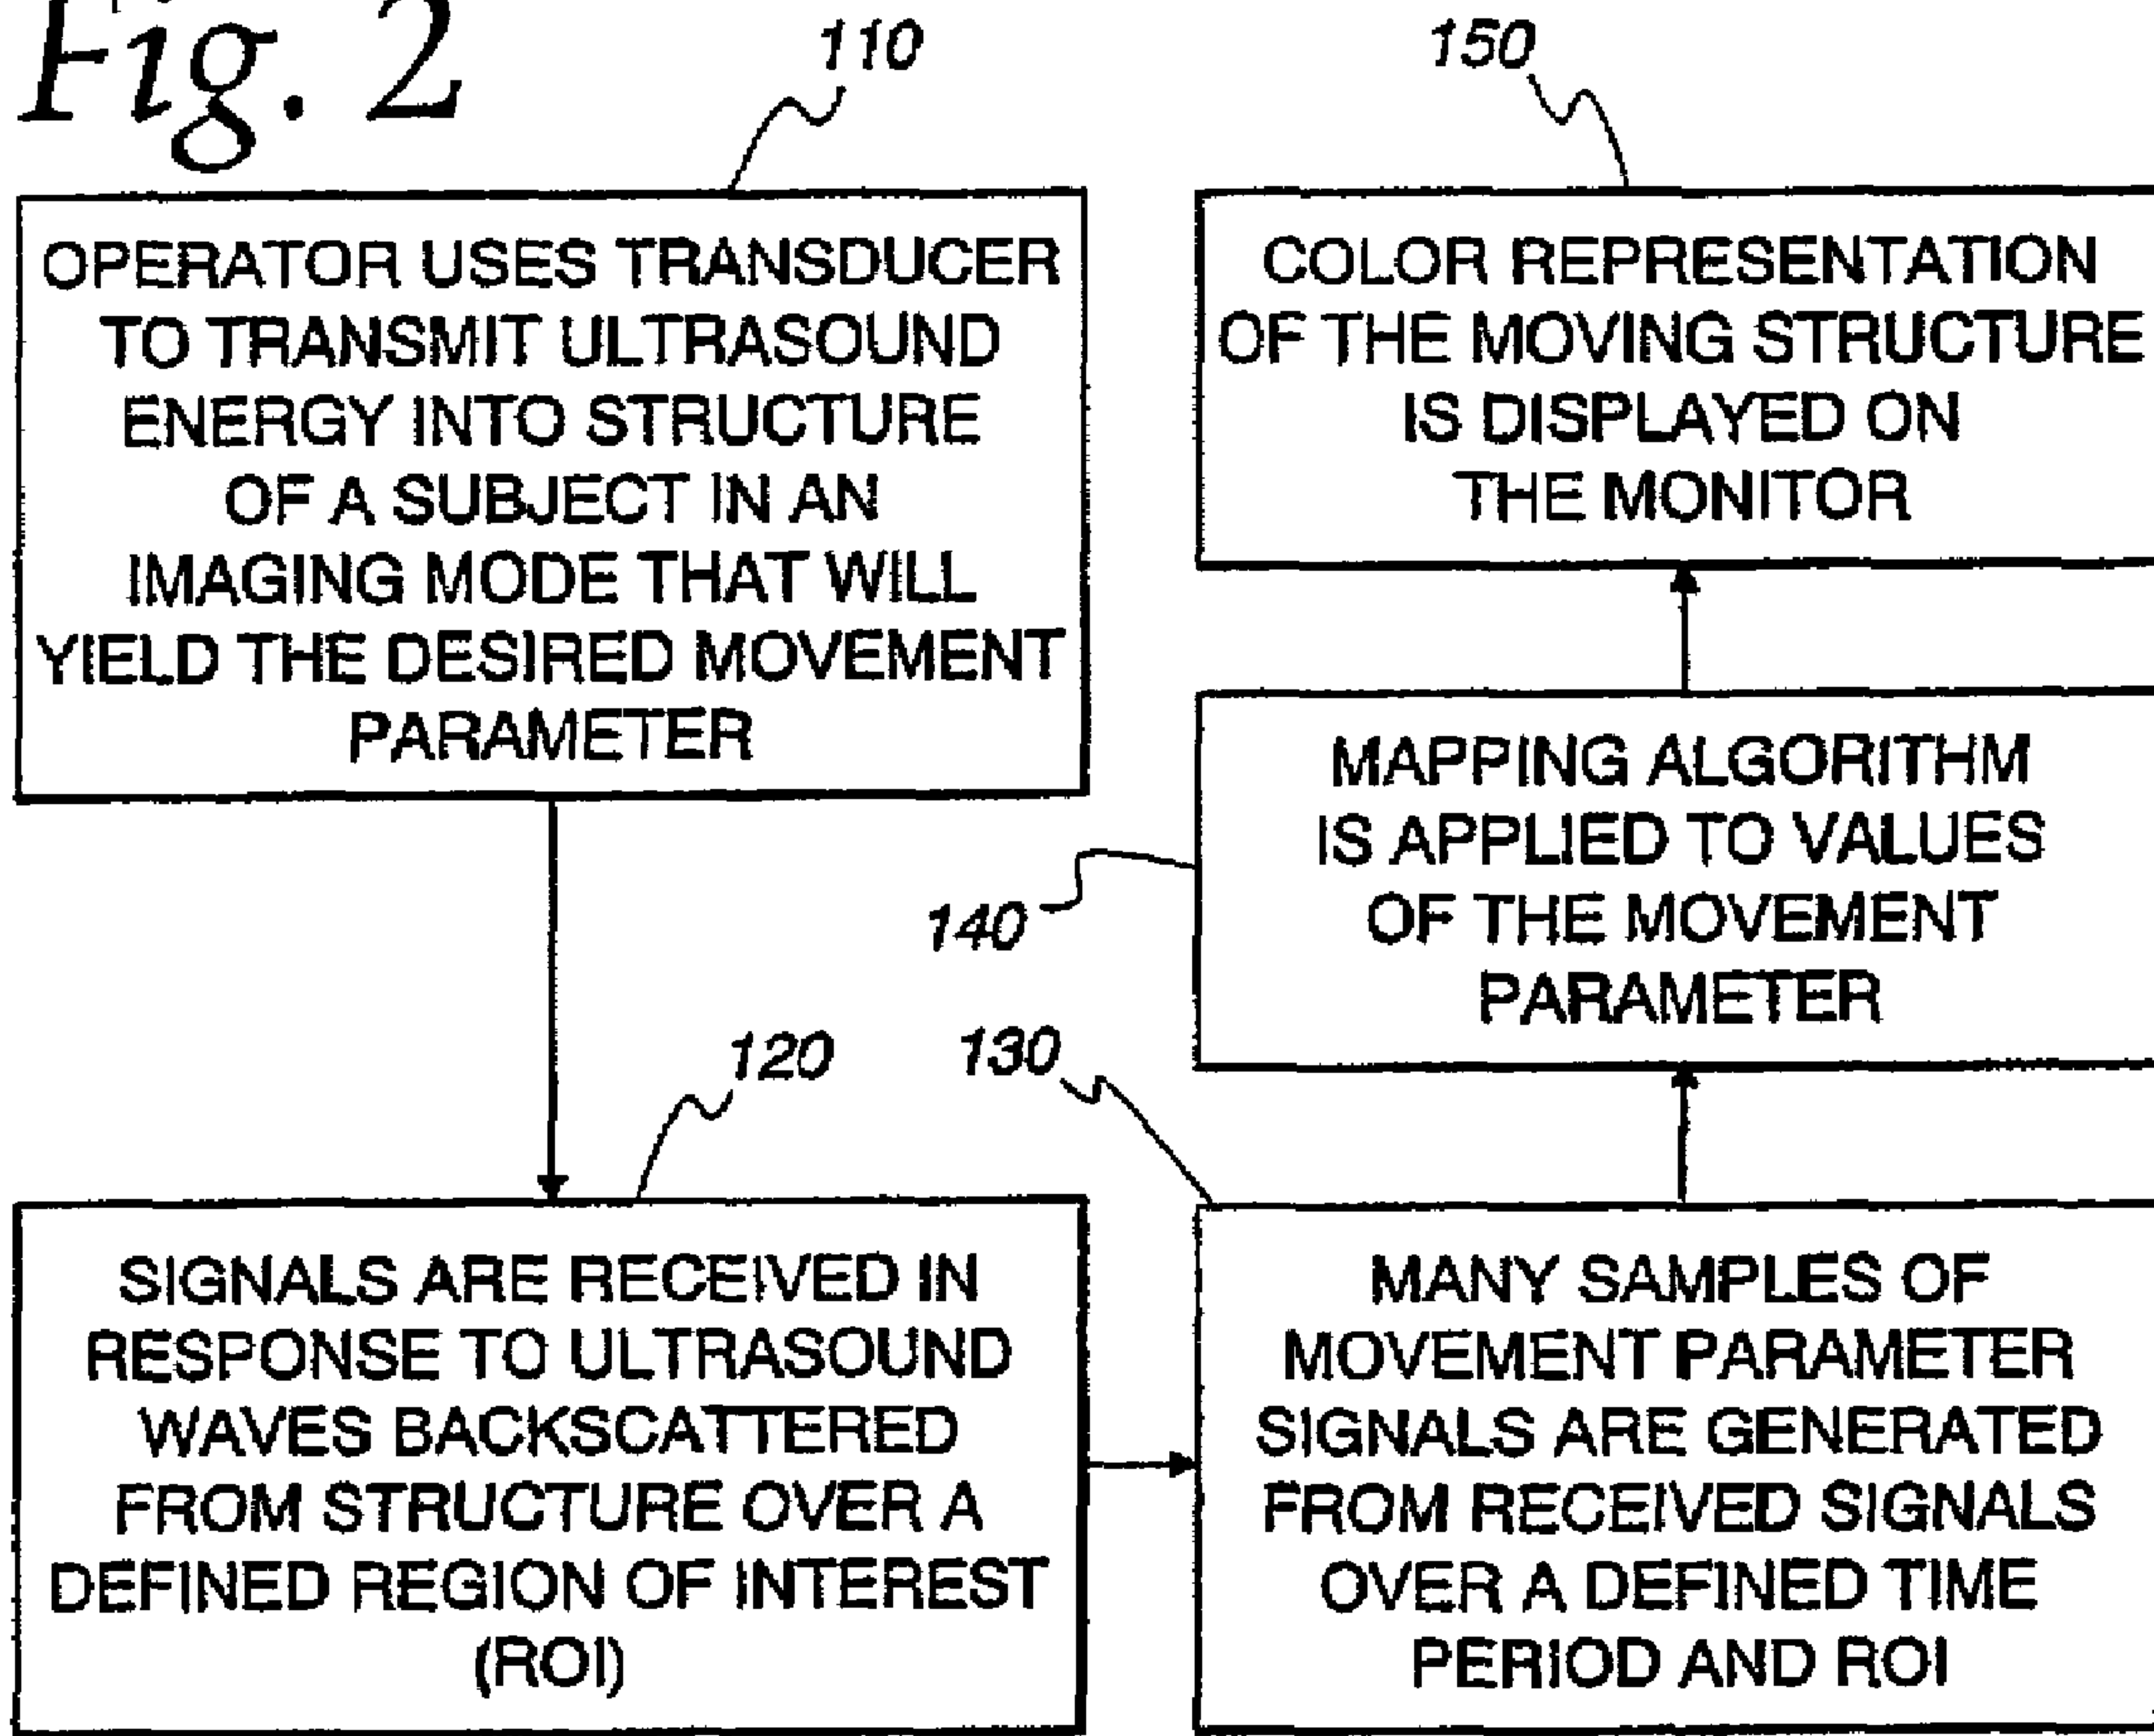 Fig. 2
110
OPERATOR USES TRANSDUCER
TO TRANSMIT ULTRASOUND
ENERGY INTO STRUCTURE
OF A SUBJECT IN AN
IMAGING MODE THAT WILL
YIELD THE DESIRED MOVEMENT
PARAMETER
120
SIGNALS ARE RECEIVED IN
RESPONSE TO ULTRASOUND
WAVES BACKSCATTERED
FROM STRUCTURE OVER A
DEFINED REGION OF INTEREST
(ROI)
130
MANY SAMPLES OF
MOVEMENT PARAMETER
SIGNALS ARE GENERATED
FROM RECEIVED SIGNALS
OVER A DEFINED TIME
PERIOD AND ROI
140
MAPPING ALGORITHM
IS APPLIED TO VALUES
OF THE MOVEMENT
PARAMETER
150
COLOR REPRESENTATION
OF THE MOVING STRUCTURE
IS DISPLAYED ON
THE MONITOR